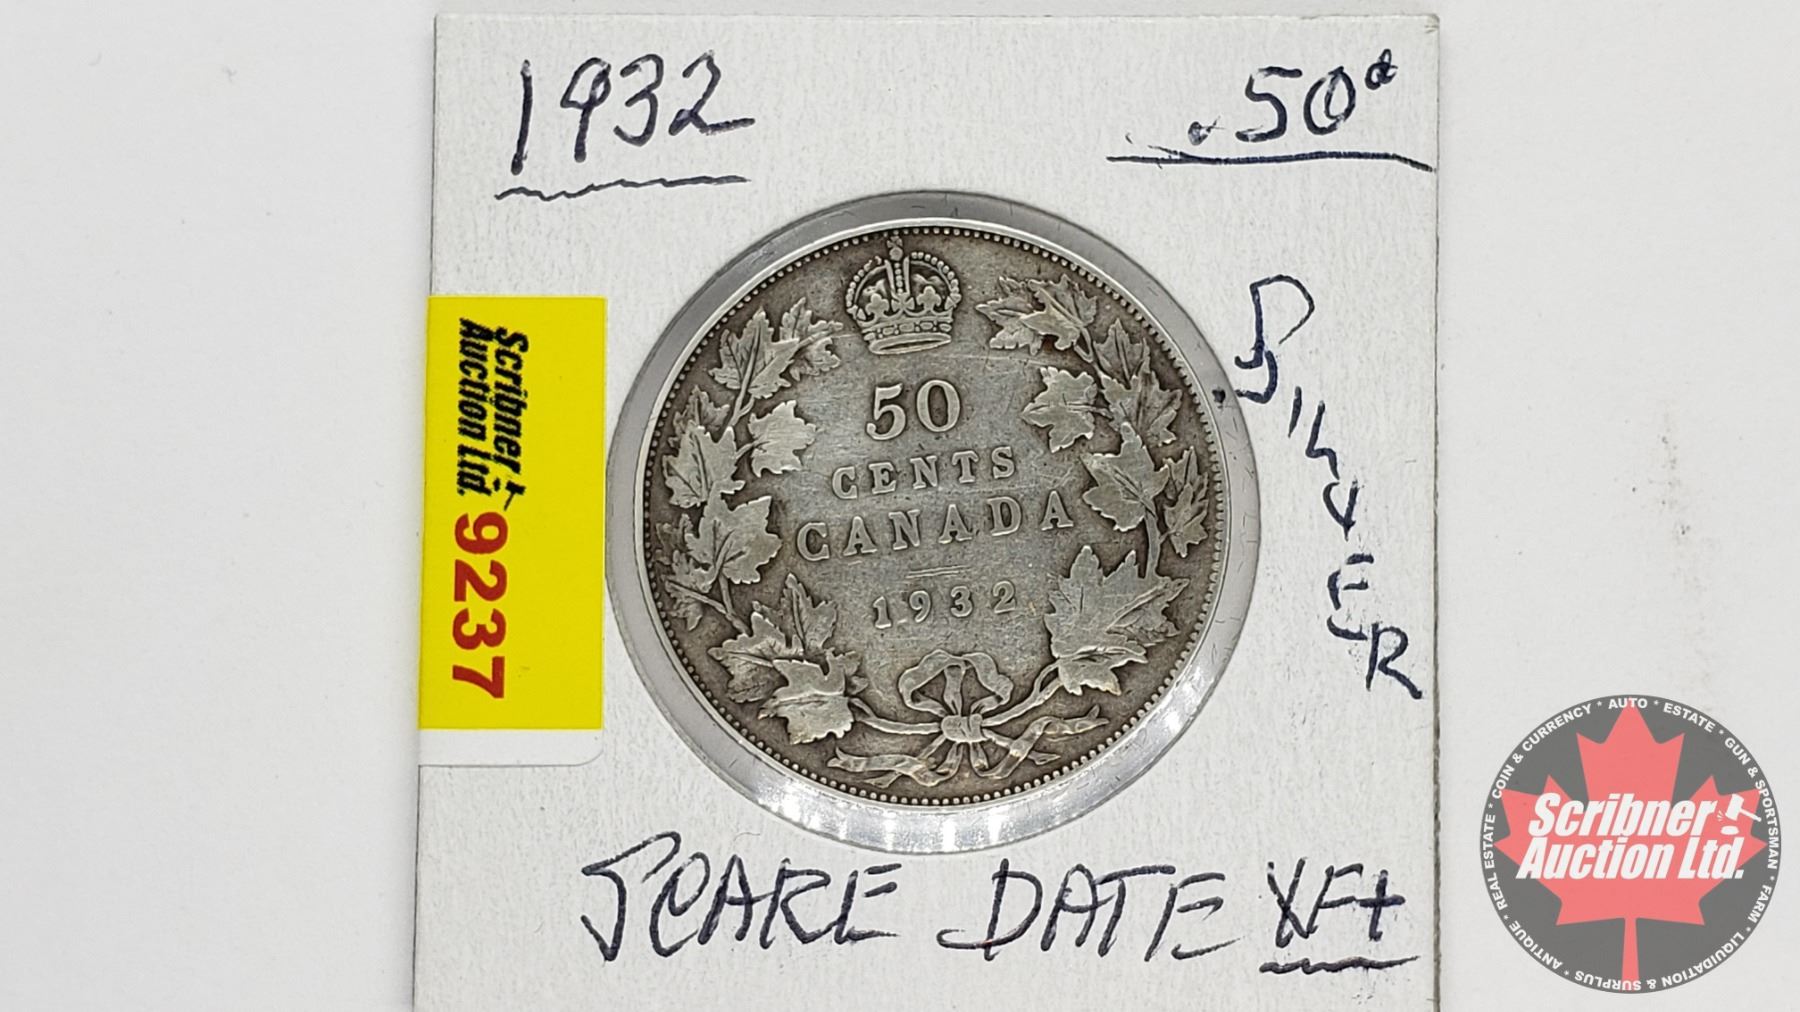 1932
.50¢
SILVER
Scribner
Auction Ltd.
9237
50
CENTS
CANADA
1932
SCARE DATE XF+
Scribner
Auction Ltd.
* REAL ESTATE * COIN & CURRENCY * AUTO * ESTATE * GUN & SPORTSMAN * FARM * LIQUIDATION & SURPLUS * ANTIQUE